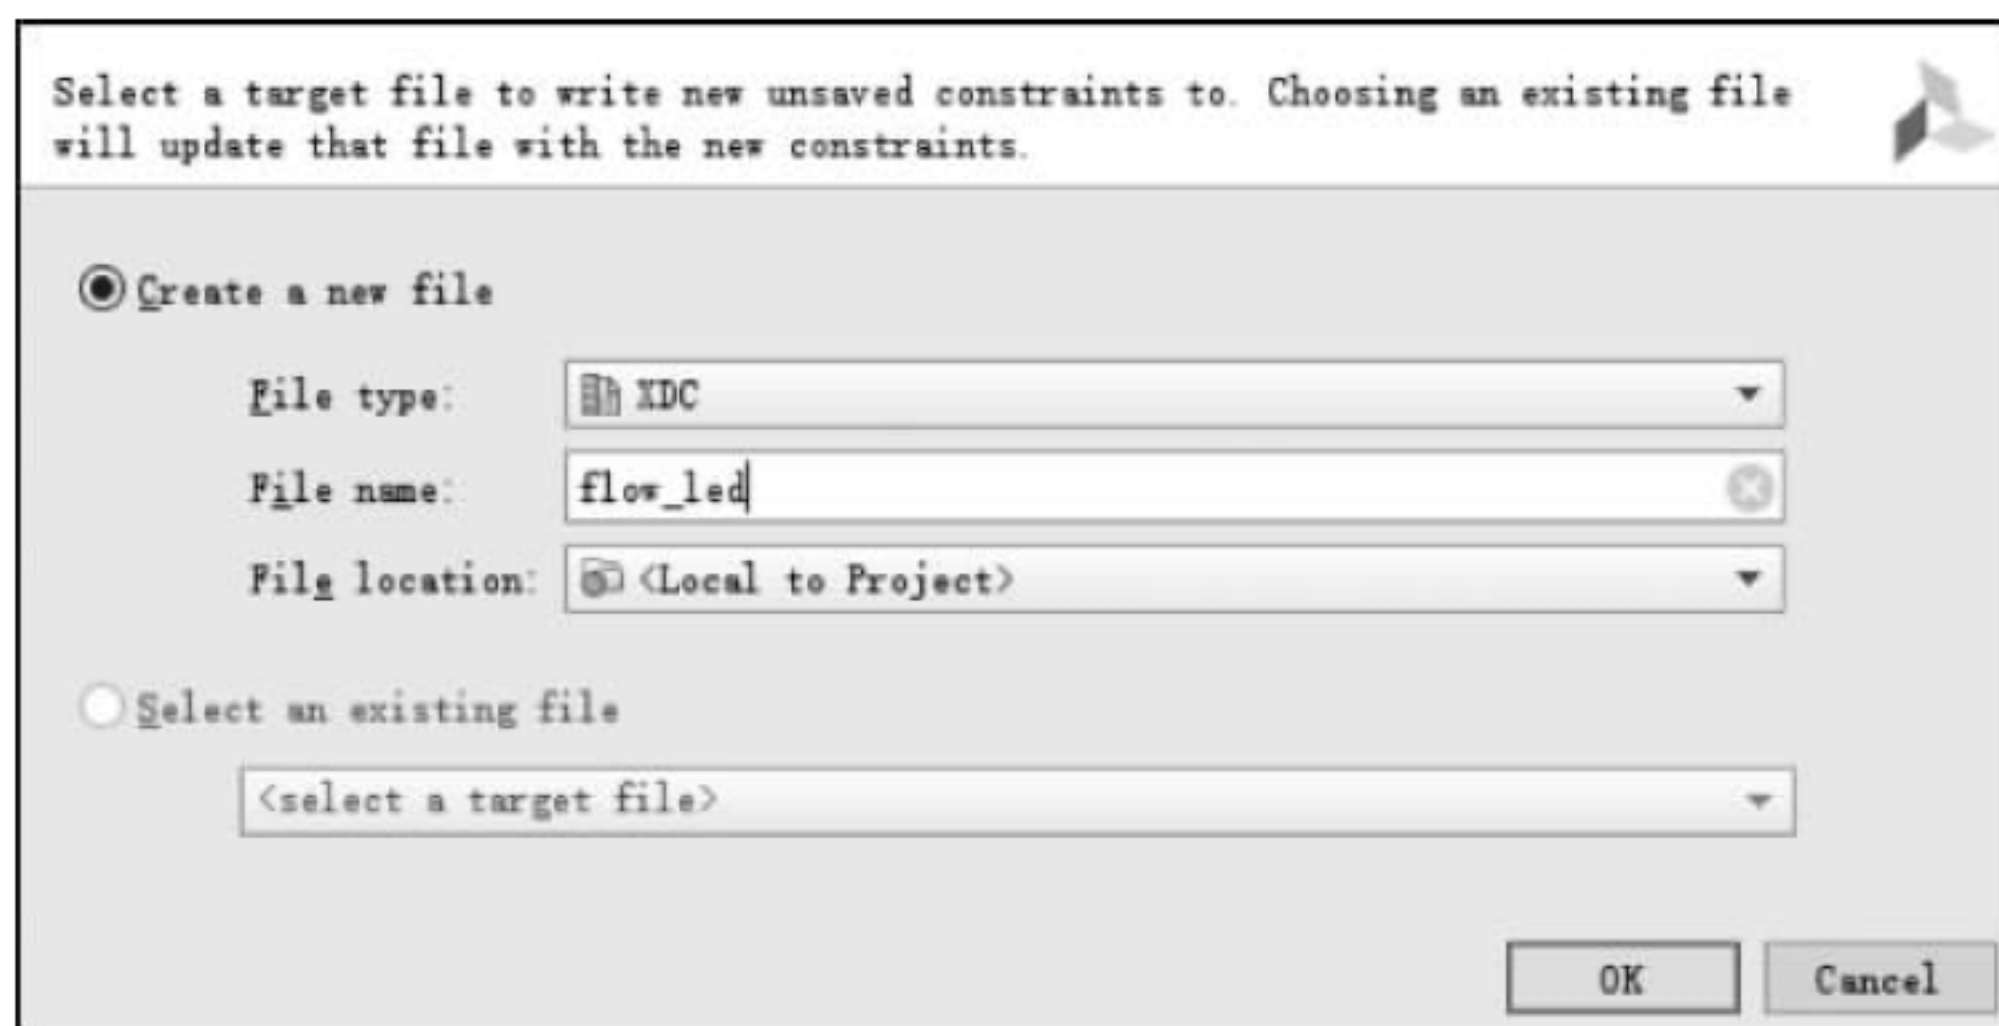 Select a target file to write new unsaved constraints to. Choosing an existing file
will update that file with the new constraints.
Create a new file
File type: XDC
File name: flow_led
File location: <Local to Project>
Select an existing file
<select a target file>
OK Cancel